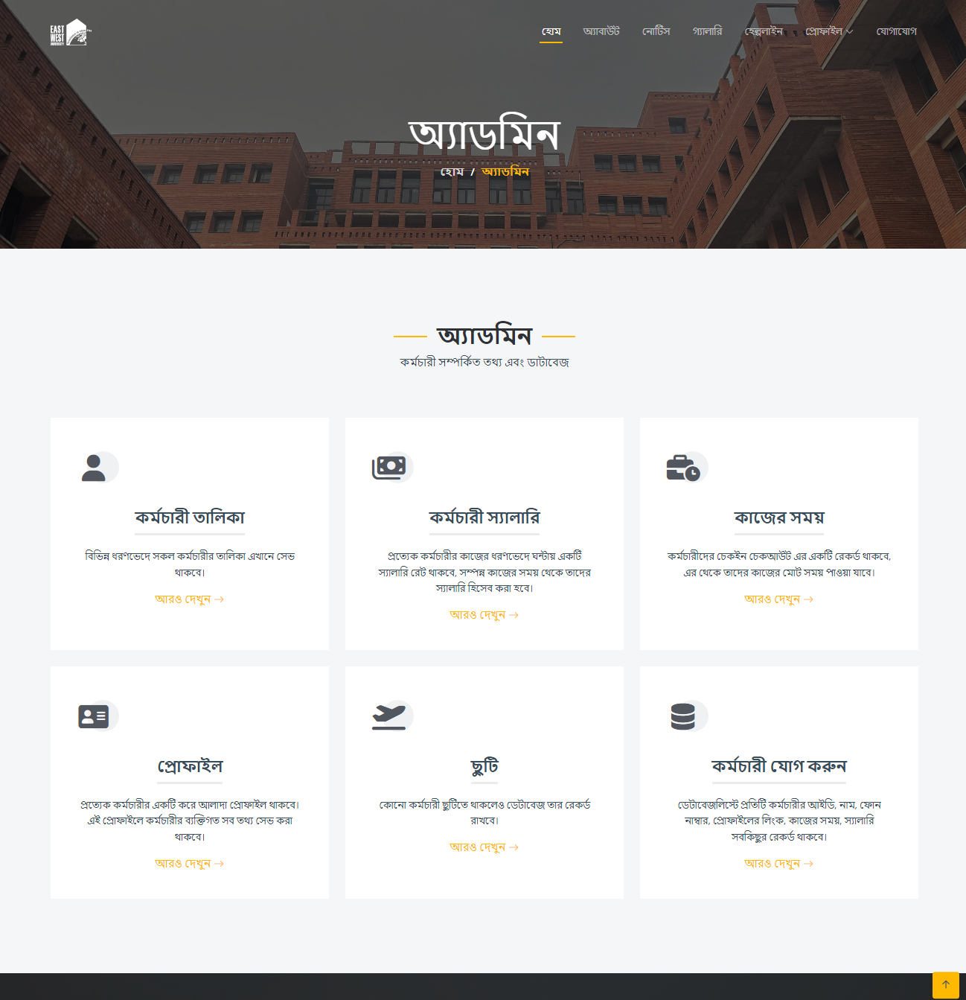 EAST
WEST
UNIVERSITY
হোম অ্যাবাউট নোটিস গ্যালারি হেল্পলাইন প্রোফাইল যোগাযোগ
অ্যাডমিন
হোম / অ্যাডমিন
অ্যাডমিন
কর্মচারী সম্পর্কিত তথ্য এবং ডাটাবেজ
কর্মচারী তালিকা
বিভিন্ন ধরণভেদে সকল কর্মচারীর তালিকা এখানে সেভ
থাকবে।
আরও দেখুন
কর্মচারী স্যালারি
প্রত্যেক কর্মচারীর কাজের ধরণভেদে ঘন্টায় একটি
স্যালারি রেট থাকবে, সম্পন্ন কাজের সময় থেকে তাদের
স্যালারি হিসেব করা হবে।
আরও দেখুন
কাজের সময়
কর্মচারীদের চেকইন চেকআউট এর একটি রেকর্ড থাকবে,
এর থেকে তাদের কাজের মোট সময় পাওয়া যাবে।
আরও দেখুন
প্রোফাইল
প্রত্যেক কর্মচারীর একটি করে আলাদা প্রোফাইল থাকবে।
এই প্রোফাইলে কর্মচারীর ব্যক্তিগত সব তথ্য সেভ করা
থাকবে।
আরও দেখুন
ছুটি
কোনো কর্মচারী ছুটিতে থাকলেও ডেটাবেজ তার রেকর্ড
রাখবে।
আরও দেখুন
কর্মচারী যোগ করুন
ডেটাবেজলিস্টে প্রতিটি কর্মচারীর আইডি, নাম, ফোন
নাম্বার, প্রোফাইলের লিংক, কাজের সময়, স্যালারি
সবকিছুর রেকর্ড থাকবে।
আরও দেখুন